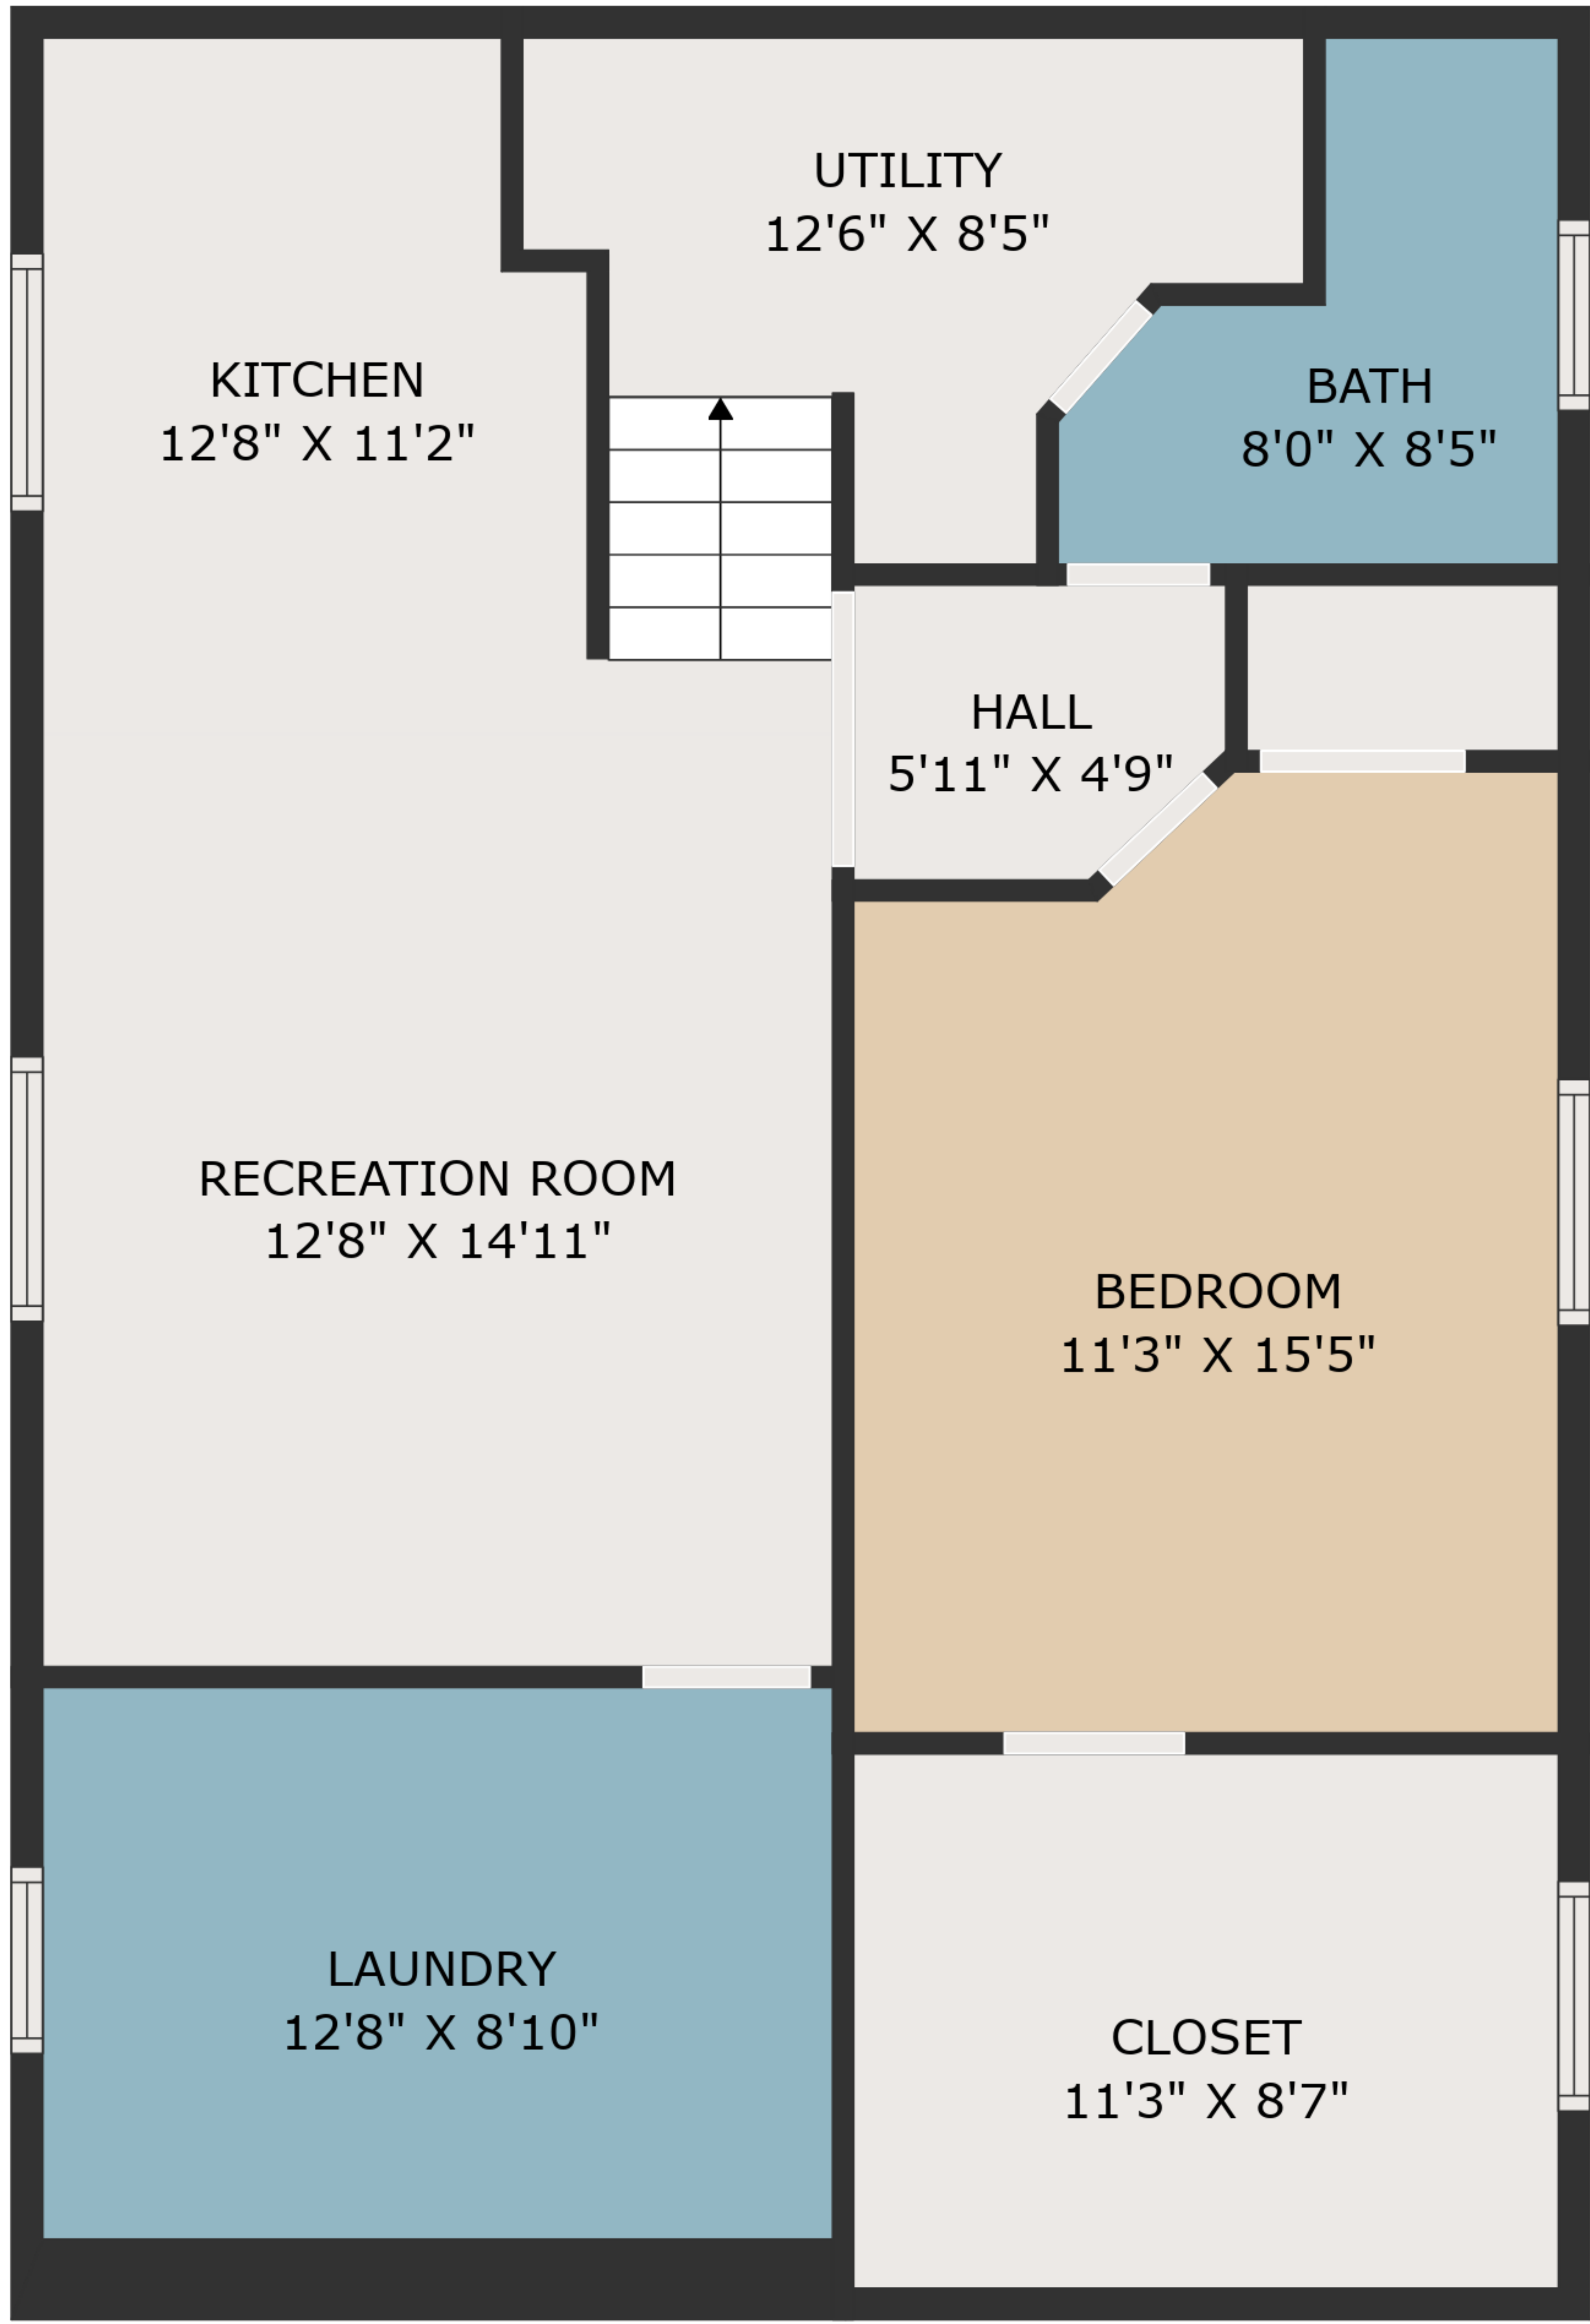 UTILITY
12'6" X 8'5"
KITCHEN
12'8" X 11'2"
BATH
8'0" X 8'5"
HALL
5'11" X 4'9"
RECREATION ROOM
12'8" X 14'11"
BEDROOM
11'3" X 15'5"
LAUNDRY
12'8" X 8'10"
CLOSET
11'3" X 8'7"